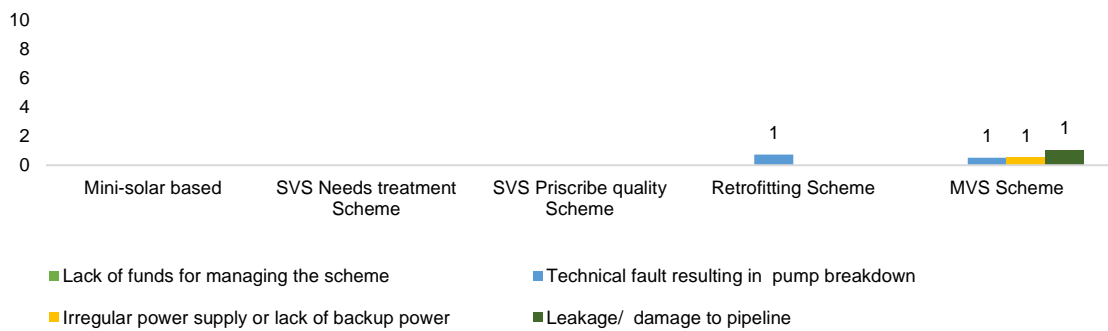 10
8
6
4
2
0
1
1
1
1
Mini-solar based
SVS Needs treatment
Scheme
SVS Priscribe quality
Scheme
Retrofitting Scheme
MVS Scheme
Lack of funds for managing the scheme
Technical fault resulting in pump breakdown
Irregular power supply or lack of backup power
Leakage/ damage to pipeline